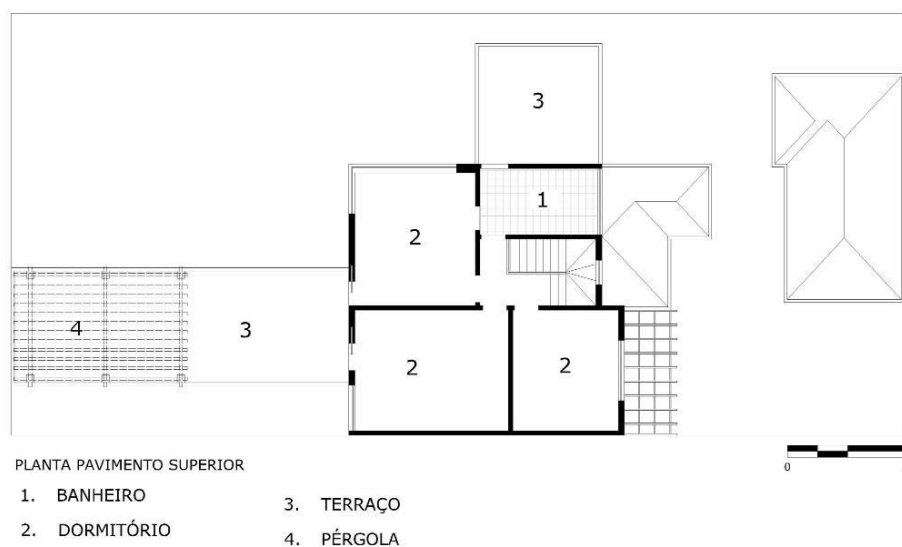 3
1
2
4
3
2
2
PLANTA PAVIMENTO SUPERIOR
0
1. BANHEIRO
2. DORMITÓRIO
3. TERRAÇO
4. PÉRGOLA